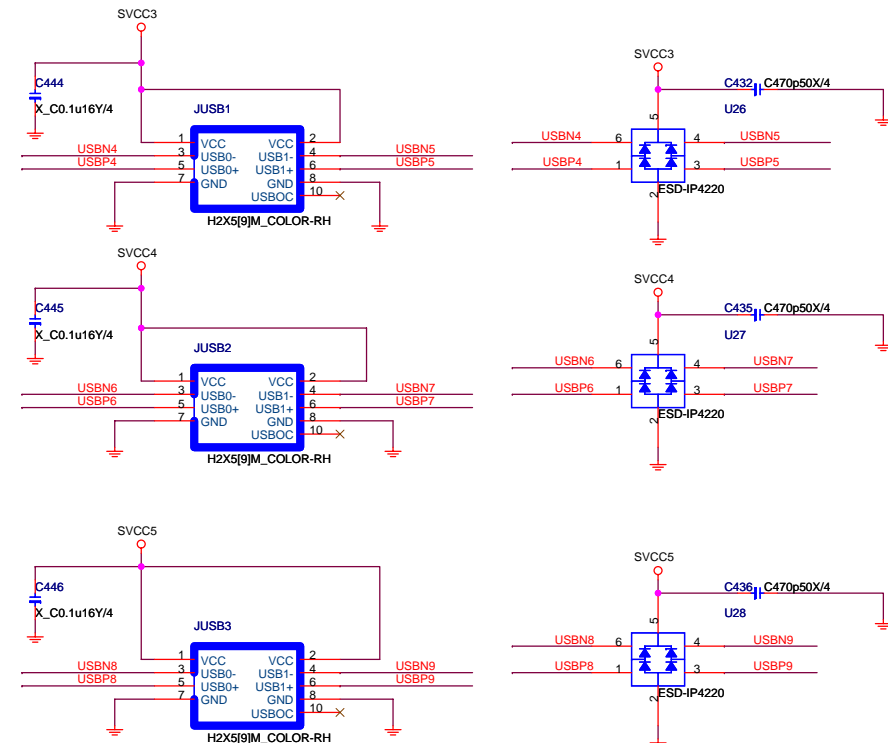 SVCC3
C444
X_C0.1u16Y/4
JUSB1
1 VCC VCC 2
USBN4 3 USB0- USB1- 4 USBN5
USBP4 5 USB0+ USB1+ 6 USBP5
7 GND GND 8
USBOC 10
H2X5[9]M_COLOR-RH
SVCC3
C432 C470p50X/4
U26
5
USBN4 6 4 USBN5
USBP4 1 3 USBP5
2
ESD-IP4220
SVCC4
C445
X_C0.1u16Y/4
JUSB2
1 VCC VCC 2
USBN6 3 USB0- USB1- 4 USBN7
USBP6 5 USB0+ USB1+ 6 USBP7
7 GND GND 8
USBOC 10
H2X5[9]M_COLOR-RH
SVCC4
C435 C470p50X/4
U27
5
USBN6 6 4 USBN7
USBP6 1 3 USBP7
2
ESD-IP4220
SVCC5
C446
X_C0.1u16Y/4
JUSB3
1 VCC VCC 2
USBN8 3 USB0- USB1- 4 USBN9
USBP8 5 USB0+ USB1+ 6 USBP9
7 GND GND 8
USBOC 10
H2X5[9]M_COLOR-RH
SVCC5
C436 C470p50X/4
U28
5
USBN8 6 4 USBN9
USBP8 1 3 USBP9
2
ESD-IP4220